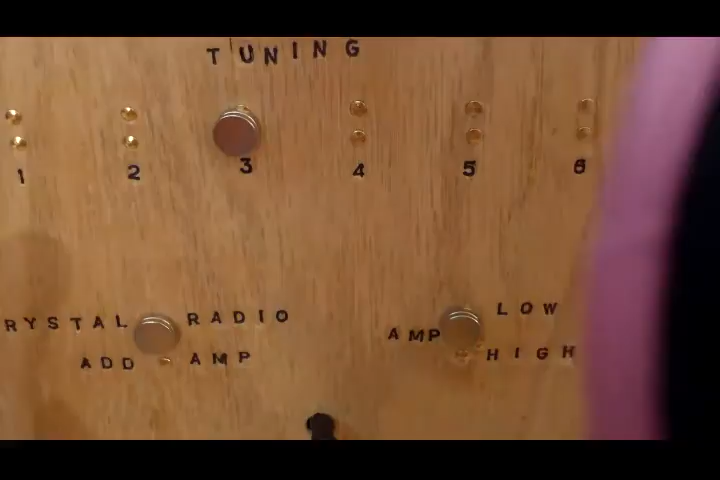 TUNING
1 2 3 4 5 6
RYSTAL RADIO
ADD AMP
AMP LOW
HIGH